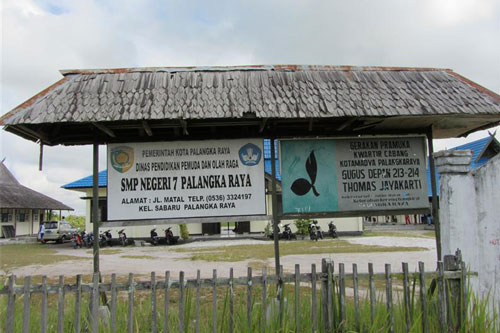 PEMERINTAH KOTA PALANGKA RAYA
DINAS PENDIDIKAN PEMUDA DAN OLAH RAGA
SMP NEGERI 7 PALANGKA RAYA
ALAMAT : JL. MATAL TELP. (0536) 3264197
KEL. SABARU PALANGKA RAYA
GERAKAN PRAMUKA
KWARTIR CABANG
KOTAMADYA PALANGKARAYA
GUGUS DEPAN 213-214
THOMAS JAYAKARTI